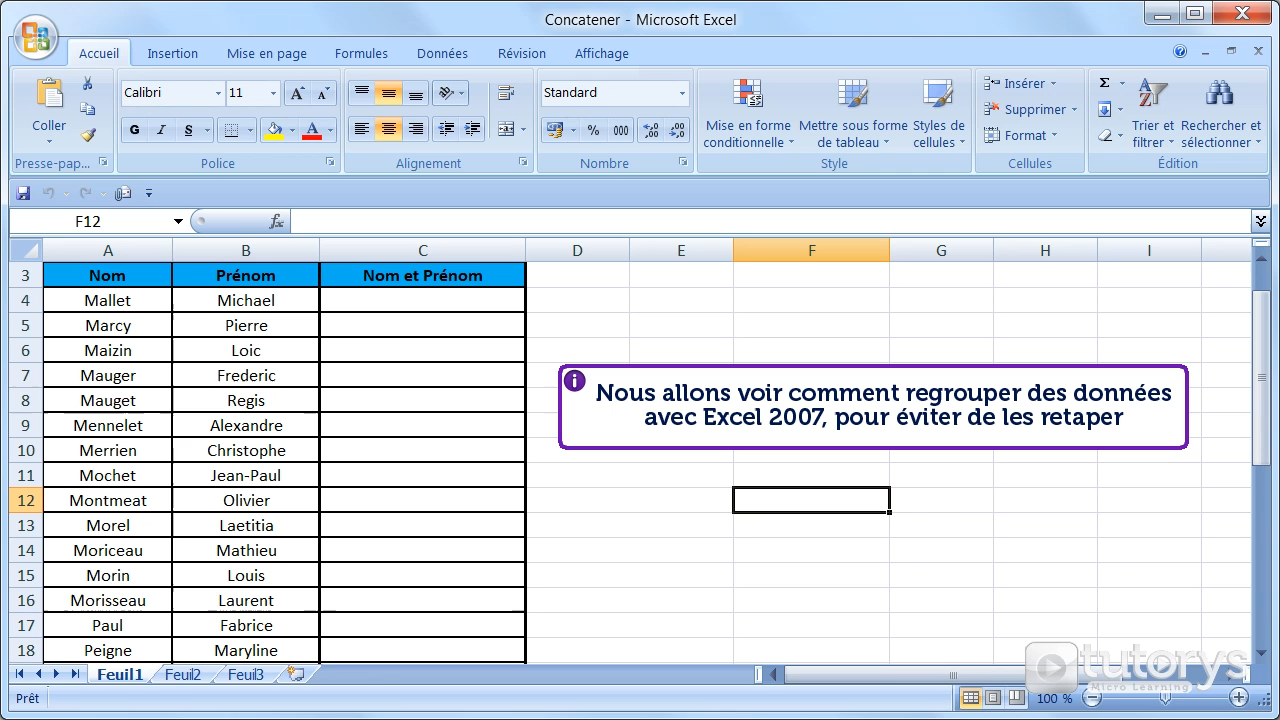 Concatener - Microsoft Excel
Accueil Insertion Mise en page Formules Données Révision Affichage
Calibri 11 Standard
Coller
G I S
% 000
Mise en forme conditionnelle
Mettre sous forme de tableau
Styles de cellules
Insérer
Supprimer
Format
Σ
Trier et filtrer
Rechercher et sélectionner
Presse-pap... Police Alignement Nombre Style Cellules Édition
F12 fx
A B C D E F G H I
3 Nom Prénom Nom et Prénom
4 Mallet Michael
5 Marcy Pierre
6 Maizin Loic
7 Mauger Frederic
8 Mauget Regis
9 Mennelet Alexandre
10 Merrien Christophe
11 Mochet Jean-Paul
12 Montmeat Olivier
13 Morel Laetitia
14 Moriceau Mathieu
15 Morin Louis
16 Morisseau Laurent
17 Paul Fabrice
18 Peigne Maryline
Nous allons voir comment regrouper des données
avec Excel 2007, pour éviter de les retaper
Feuil1 Feuil2 Feuil3
Prêt 100 %
tutorys
Micro Learning